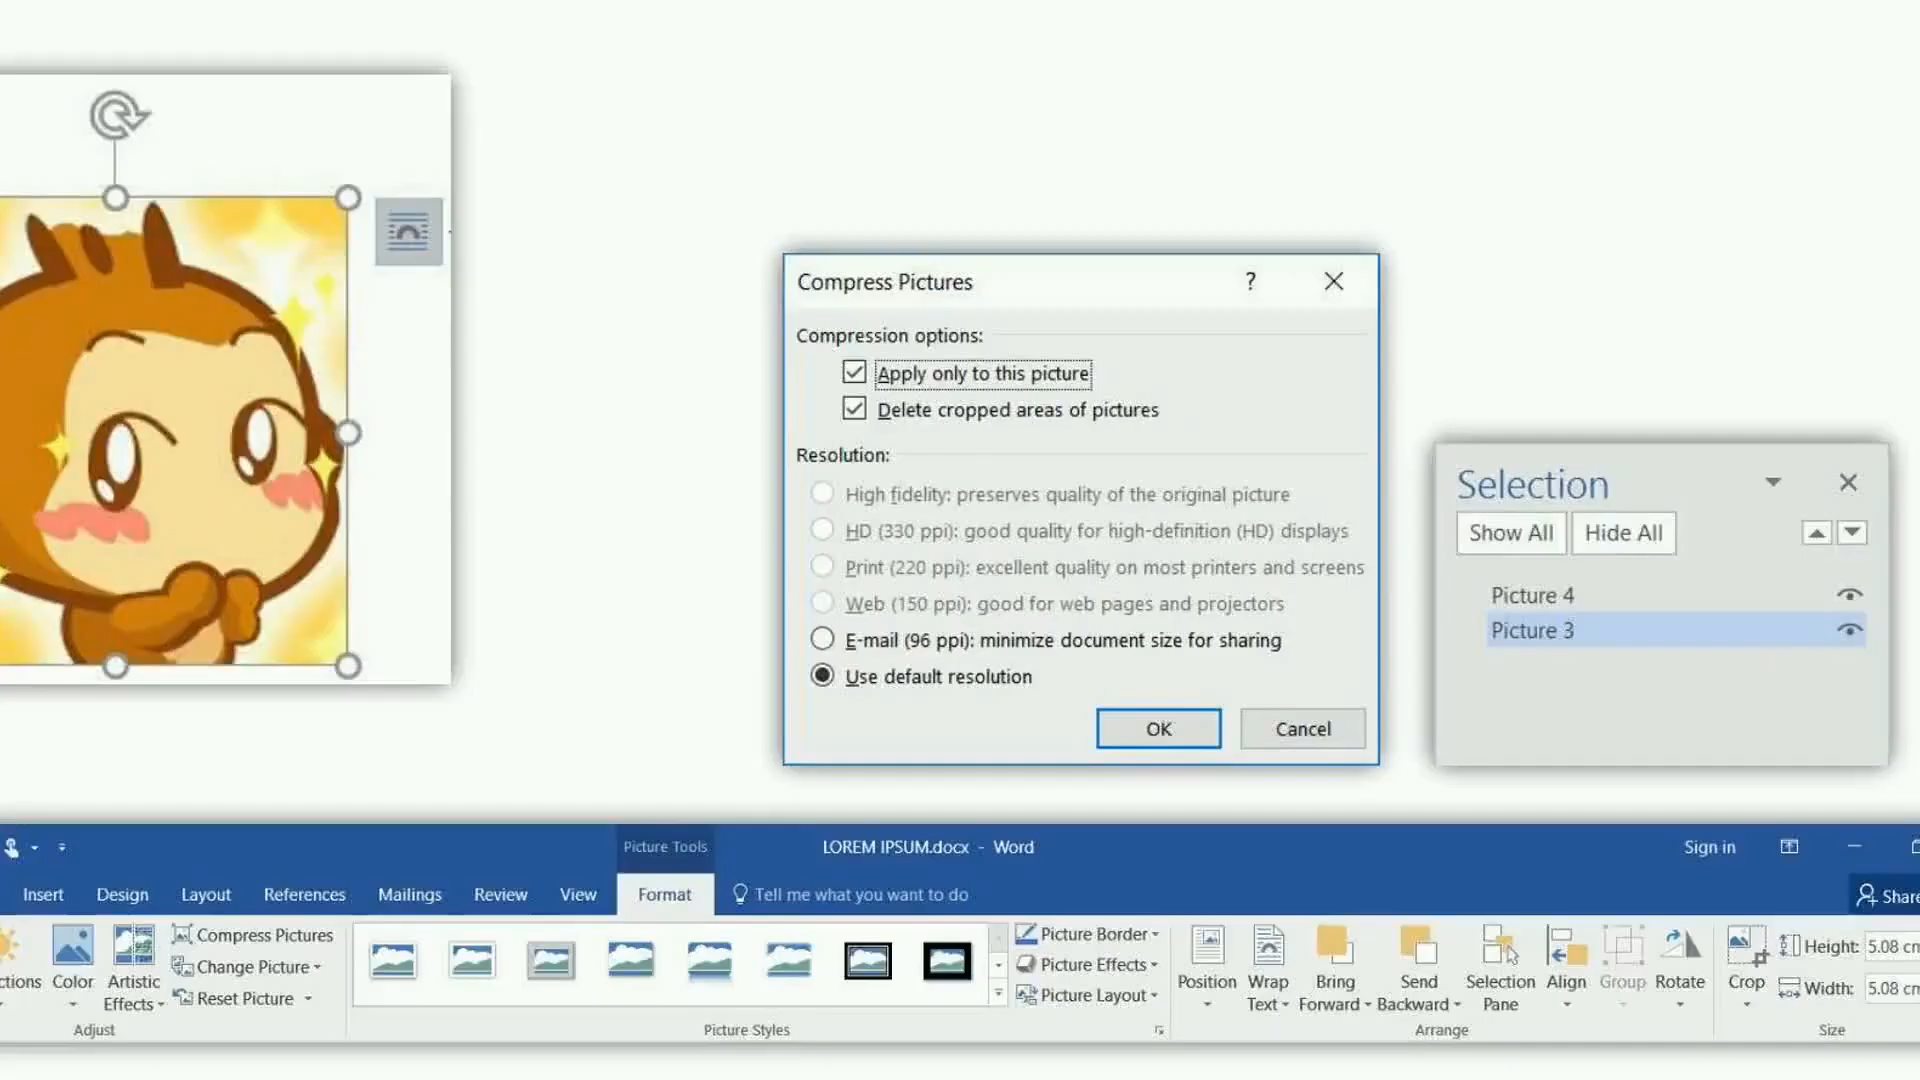 Compress Pictures ?
Compression options:
Apply only to this picture
Delete cropped areas of pictures
Resolution:
High fidelity: preserves quality of the original picture
HD (330 ppi): good quality for high-definition (HD) displays
Print (220 ppi): excellent quality on most printers and screens
Web (150 ppi): good for web pages and projectors
E-mail (96 ppi): minimize document size for sharing
Use default resolution
OK Cancel
Selection
Show All Hide All
Picture 4
Picture 3
Picture Tools LOREM IPSUM.docx - Word Sign in
Insert Design Layout References Mailings Review View Format Tell me what you want to do Share
Compress Pictures
Change Picture
Reset Picture
ctions Color Artistic Effects
Adjust
Picture Styles
Picture Border
Picture Effects
Picture Layout
Position Wrap Text Bring Forward Send Backward Selection Pane Align Group Rotate
Arrange
Crop
Height: 5.08 cm
Width: 5.08 cm
Size